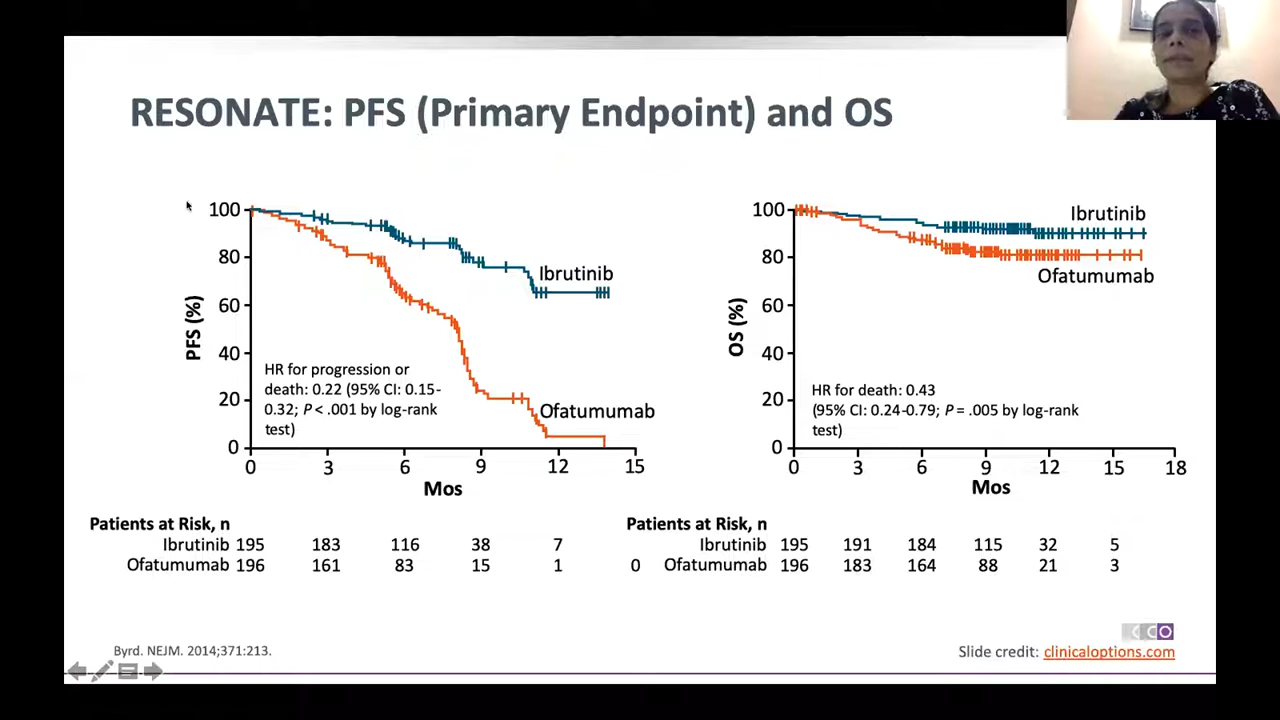 RESONATE: PFS (Primary Endpoint) and OS
PFS (%)
100
80
60
40
20
0
Ibrutinib
Ofatumumab
HR for progression or
death: 0.22 (95% CI: 0.15-
0.32; P < .001 by log-rank
test)
0 3 6 9 12 15
Mos
Patients at Risk, n
Ibrutinib 195 183 116 38 7
Ofatumumab 196 161 83 15 1 0
OS (%)
100
80
60
40
20
0
Ibrutinib
Ofatumumab
HR for death: 0.43
(95% CI: 0.24-0.79; P = .005 by log-rank
test)
0 3 6 9 12 15 18
Mos
Patients at Risk, n
Ibrutinib 195 191 184 115 32 5
Ofatumumab 196 183 164 88 21 3
CCO
Byrd. NEJM. 2014;371:213.
Slide credit: clinicaloptions.com